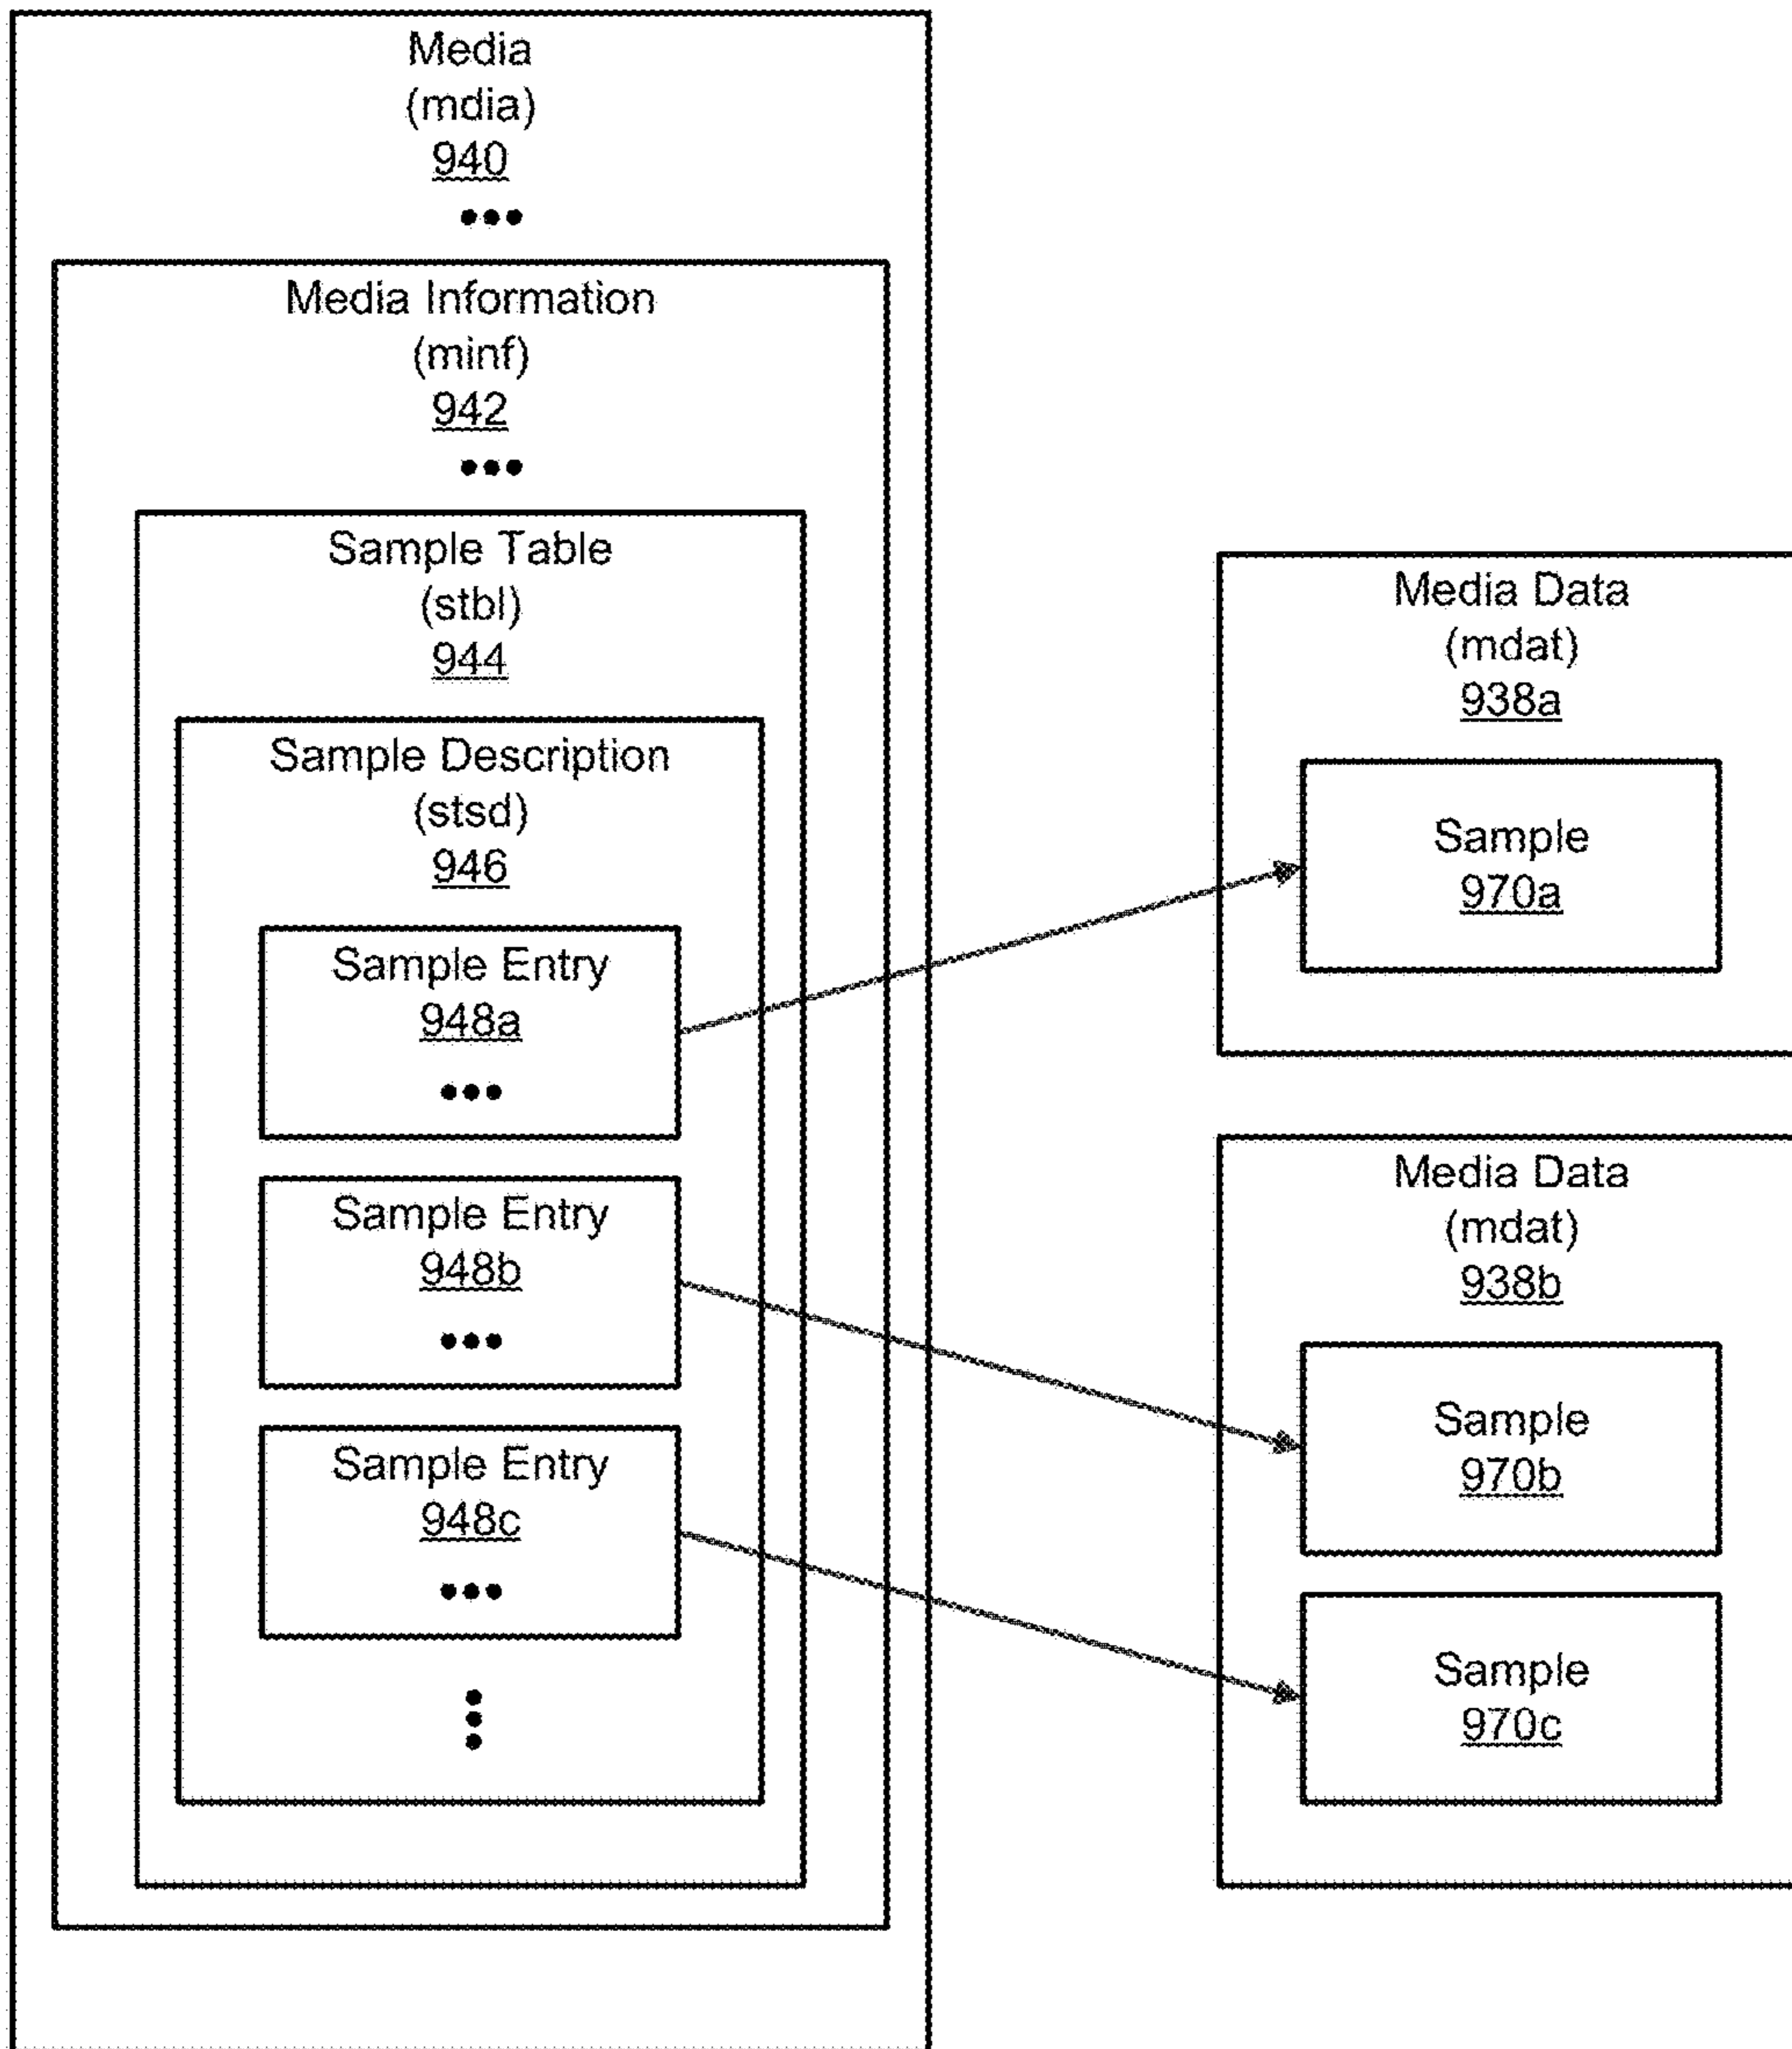 Media
(mdia)
940
•••
Media Information
(minf)
942
•••
Sample Table
(stbl)
944
Sample Description
(stsd)
946
Sample Entry
948a
•••
Sample Entry
948b
•••
Sample Entry
948c
•••
Media Data
(mdat)
938a
Sample
970a
Media Data
(mdat)
938b
Sample
970b
Sample
970c